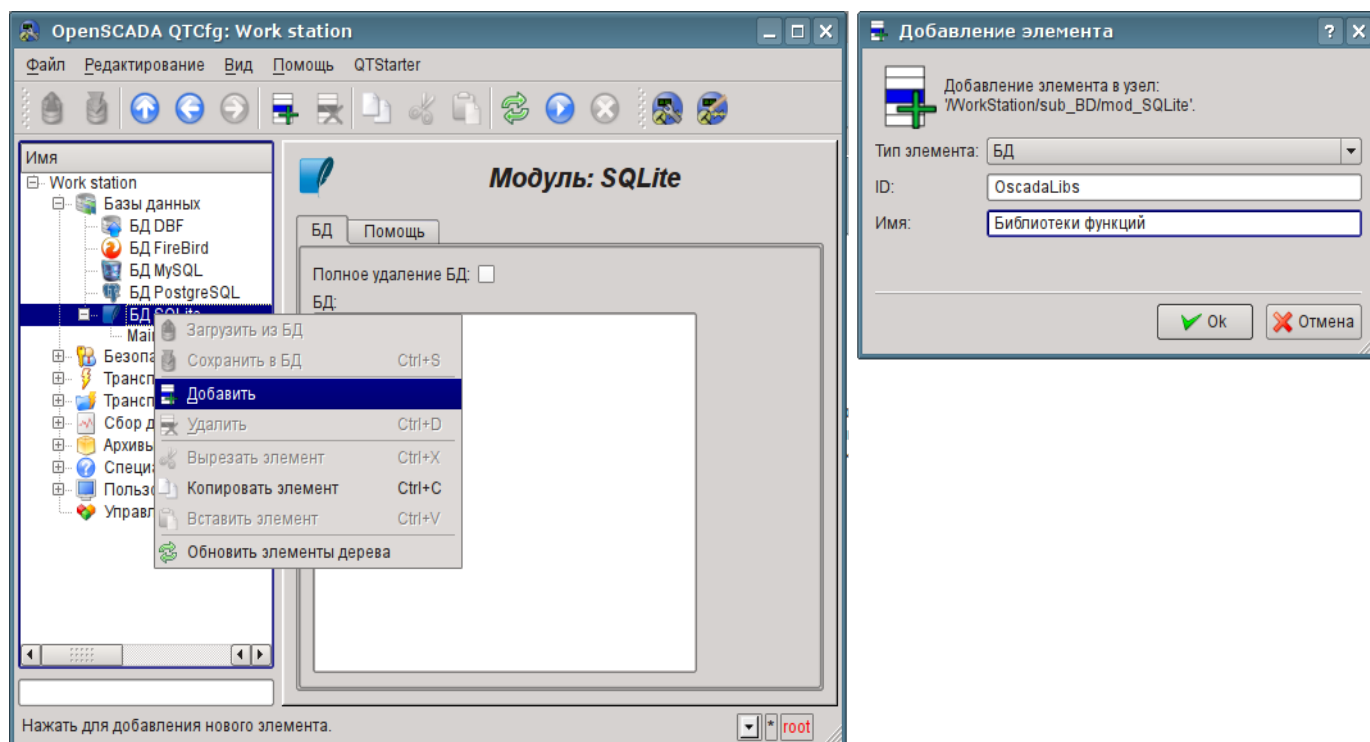 OpenSCADA QTCfg: Work station
Файл Редактирование Вид Помощь QTStarter
Имя
Work station
Базы данных
БД DBF
БД FireBird
БД MySQL
БД PostgreSQL
БД SQLite
Загрузить из БД
Сохранить в БД Ctrl+S
Добавить
Удалить Ctrl+D
Вырезать элемент Ctrl+X
Копировать элемент Ctrl+C
Вставить элемент Ctrl+V
Обновить элементы дерева
Модуль: SQLite
БД Помощь
Полное удаление БД:
БД:
Нажать для добавления нового элемента.
* root
Добавление элемента
Добавление элемента в узел:
'/WorkStation/sub_BD/mod_SQLite'.
Тип элемента: БД
ID: OscadaLibs
Имя: Библиотеки функций
Ok Отмена